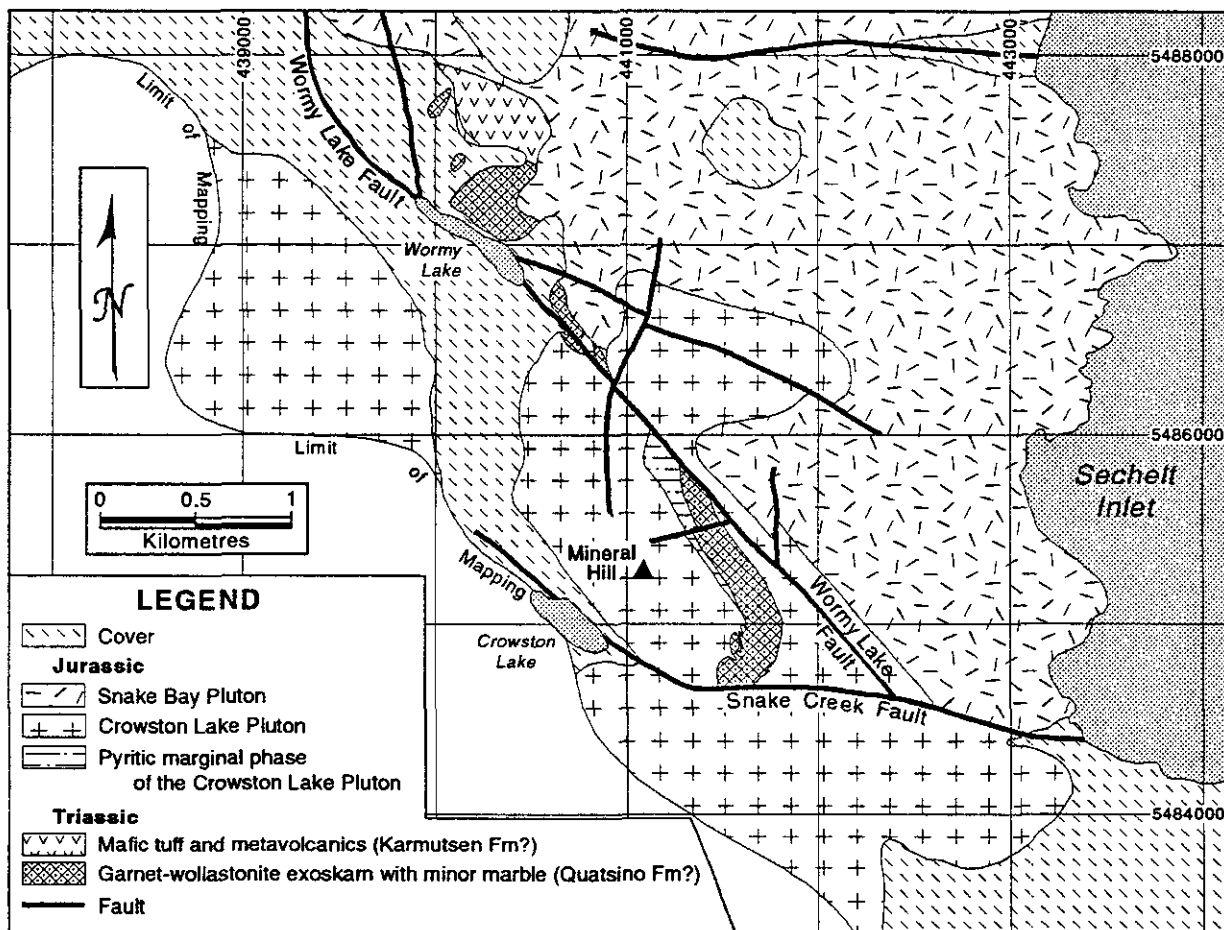 439000
441000
443000
5488000
Wormy Lake Fault
Limit
of
Mapping
N
Wormy
Lake
5486000
Limit
of
Sechelt
Inlet
0 0.5 1
Kilometres
Mapping
Mineral
Hill
Wormy Lake
Fault
Crowston
Lake
Snake Creek Fault
5484000
LEGEND
Cover
Jurassic
Snake Bay Pluton
Crowston Lake Pluton
Pyritic marginal phase
of the Crowston Lake Pluton
Triassic
Mafic tuff and metavolcanics (Karmutsen Fm?)
Garnet-wollastonite exoskarn with minor marble (Quatsino Fm?)
Fault